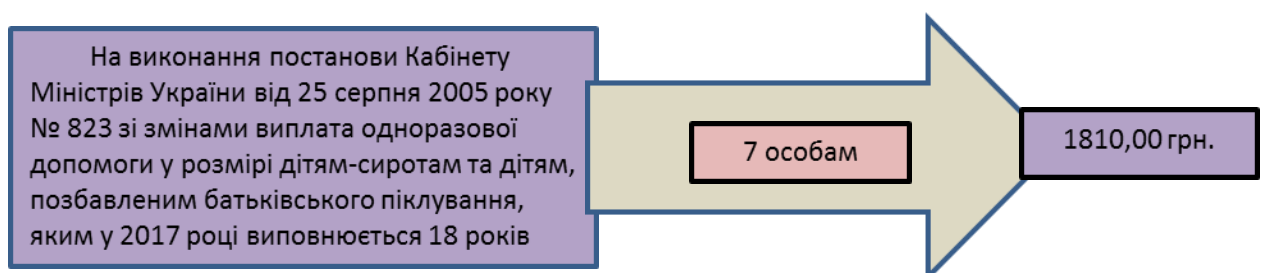 На виконання постанови Кабінету
Міністрів України від 25 серпня 2005 року
№ 823 зі змінами виплата одноразової
допомоги у розмірі дітям-сиротам та дітям,
позбавленим батьківського піклування,
яким у 2017 році виповнюється 18 років
7 особам
1810,00 грн.